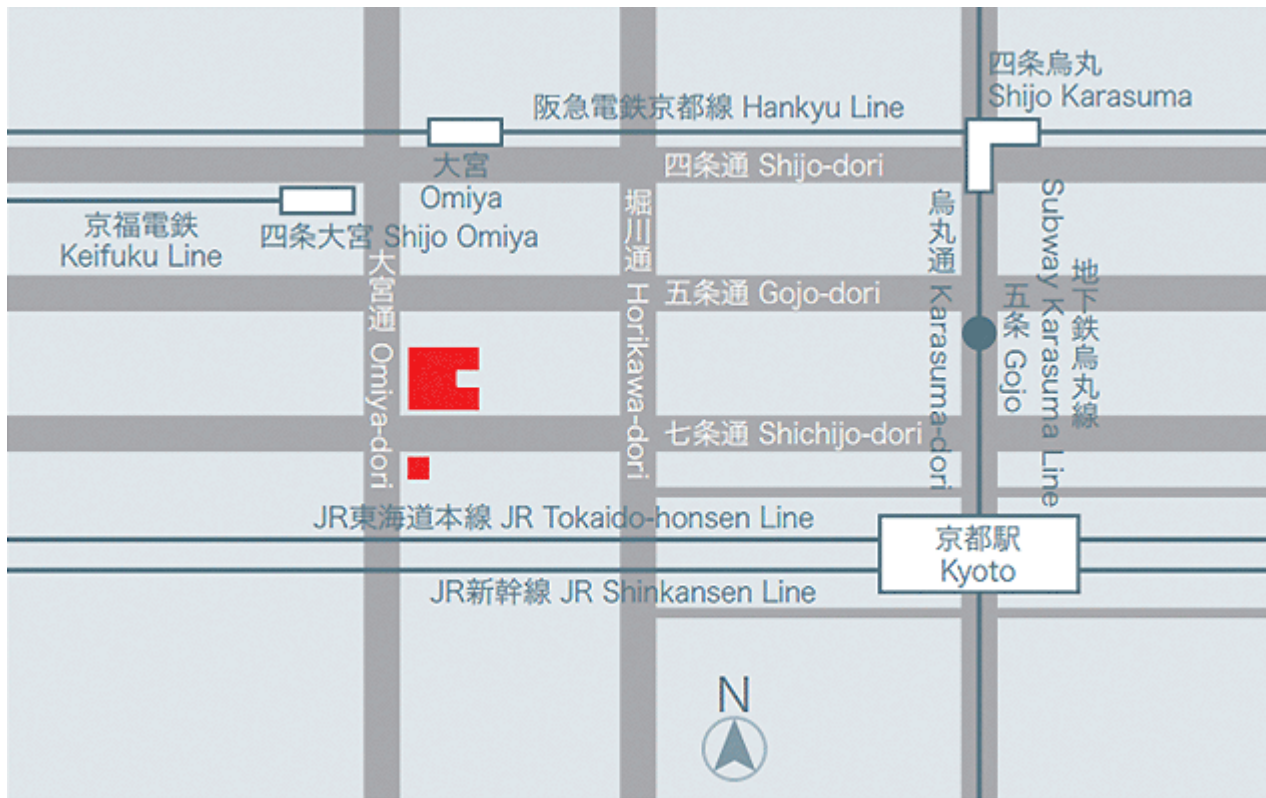 四条烏丸
Shijo Karasuma
阪急電鉄京都線 Hankyu Line
大宮
Omiya
四条通 Shijo-dori
京福電鉄
Keifuku Line
四条大宮 Shijo Omiya
大宮通 Omiya-dori
堀川通 Horikawa-dori
烏丸通 Karasuma-dori
五条 Gojo
Subway Karasuma Line
地下鉄烏丸線
五条通 Gojo-dori
七条通 Shichijo-dori
JR東海道本線 JR Tokaido-honsen Line
京都駅
Kyoto
JR新幹線 JR Shinkansen Line
N